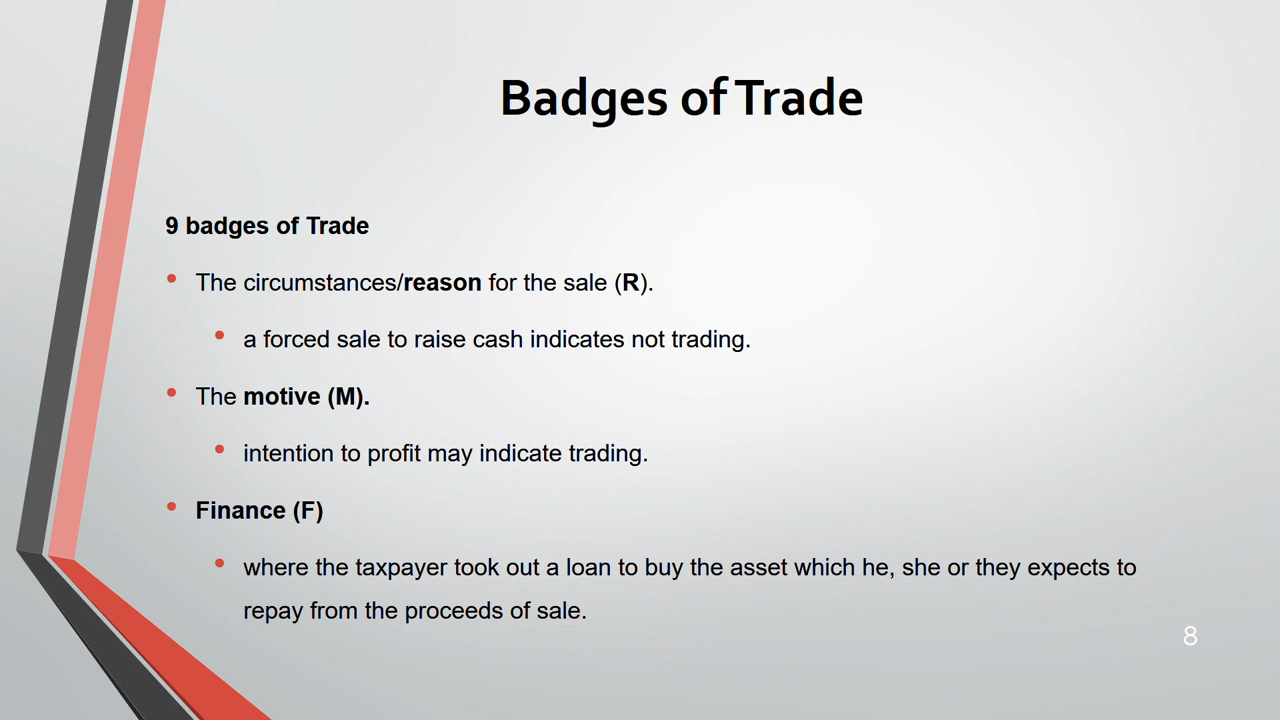 Badges of Trade
9 badges of Trade
• The circumstances/reason for the sale (R).
• a forced sale to raise cash indicates not trading.
• The motive (M).
• intention to profit may indicate trading.
• Finance (F)
• where the taxpayer took out a loan to buy the asset which he, she or they expects to
repay from the proceeds of sale.
8